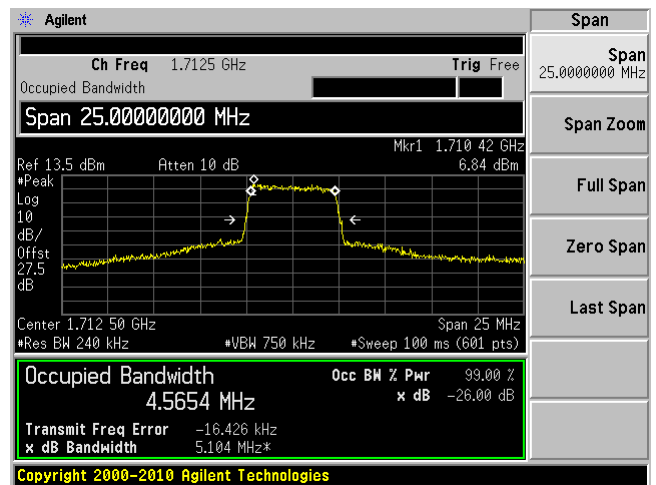 Agilent
Span
Ch Freq 1.7125 GHz Trig Free
Occupied Bandwidth
Span 25.00000000 MHz
Mkr1 1.710 42 GHz
Ref 13.5 dBm Atten 10 dB 6.84 dBm
#Peak
Log
10
dB/
Offst
27.5
dB
1
Center 1.712 50 GHz Span 25 MHz
#Res BW 240 kHz #VBW 750 kHz #Sweep 100 ms (601 pts)
Occupied Bandwidth Occ BW % Pwr 99.00 %
4.5654 MHz x dB -26.00 dB
Transmit Freq Error -16.426 kHz
x dB Bandwidth 5.104 MHz*
Copyright 2000-2010 Agilent Technologies
Span
25.0000000 MHz
Span Zoom
Full Span
Zero Span
Last Span